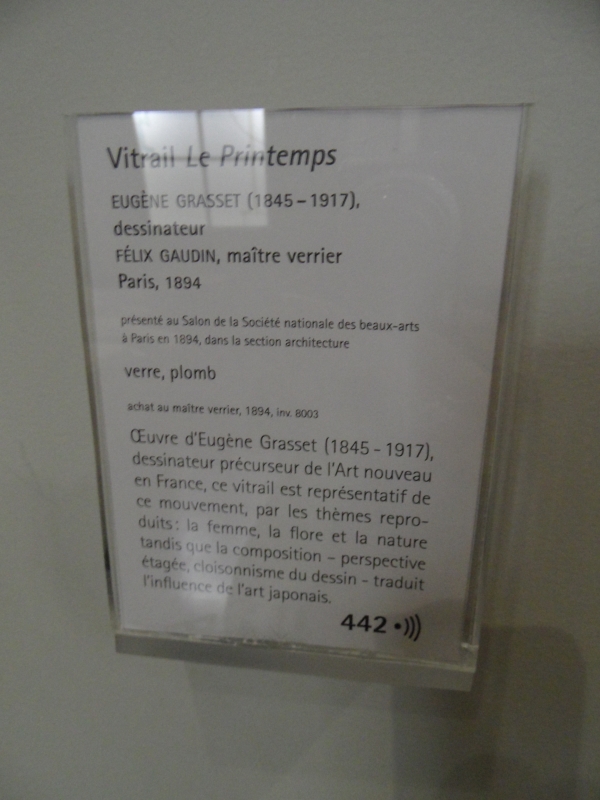 Vitrail Le Printemps
EUGÈNE GRASSET (1845–1917),
dessinateur
FÉLIX GAUDIN, maître verrier
Paris, 1894
présenté au Salon de la Société nationale des beaux-arts
à Paris en 1894, dans la section architecture
verre, plomb
achat au maître verrier, 1894, inv. 8003
Œuvre d'Eugène Grasset (1845 - 1917),
dessinateur précurseur de l'Art nouveau
en France, ce vitrail est représentatif de
ce mouvement, par les thèmes repro-
duits : la femme, la flore et la nature
tandis que la composition – perspective
étagée, cloisonnisme du dessin – traduit
l'influence de l'art japonais.
442